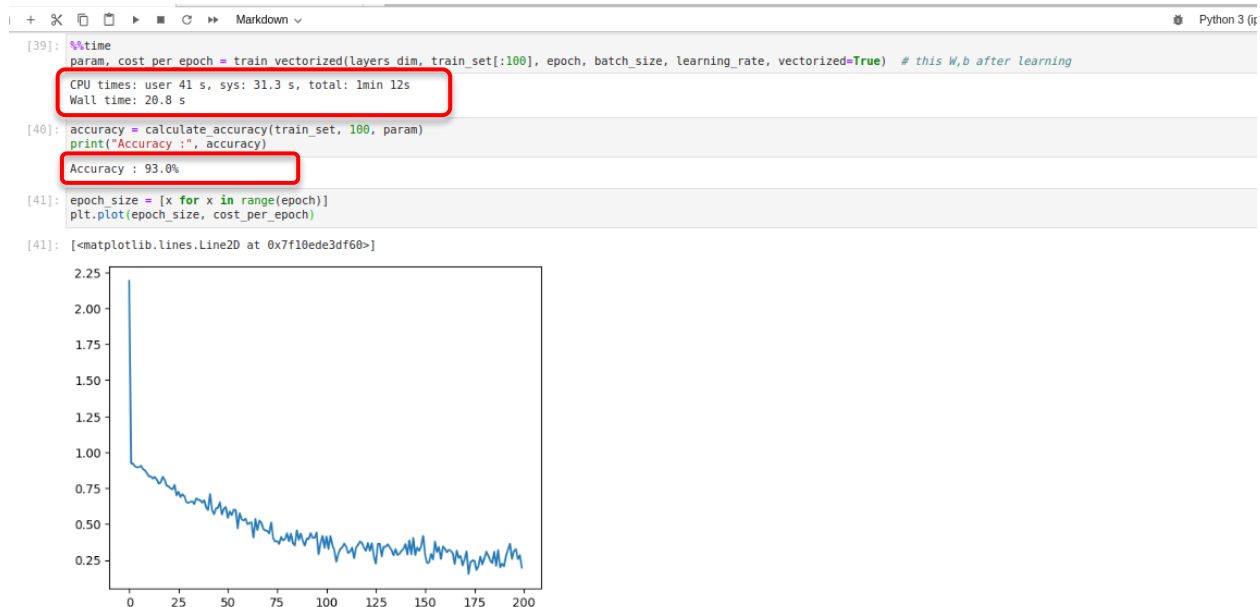 Markdown
Python 3 (ip
[39]: %%time
param, cost_per_epoch = train_vectorized(layers_dim, train_set[:100], epoch, batch_size, learning_rate, vectorized=True)  # this W,b after learning
CPU times: user 41 s, sys: 31.3 s, total: 1min 12s
Wall time: 20.8 s
[40]: accuracy = calculate_accuracy(train_set, 100, param)
print("Accuracy :", accuracy)
Accuracy : 93.0%
[41]: epoch_size = [x for x in range(epoch)]
plt.plot(epoch_size, cost_per_epoch)
[41]: [<matplotlib.lines.Line2D at 0x7f10ede3df60>]
2.25
2.00
1.75
1.50
1.25
1.00
0.75
0.50
0.25
0 25 50 75 100 125 150 175 200